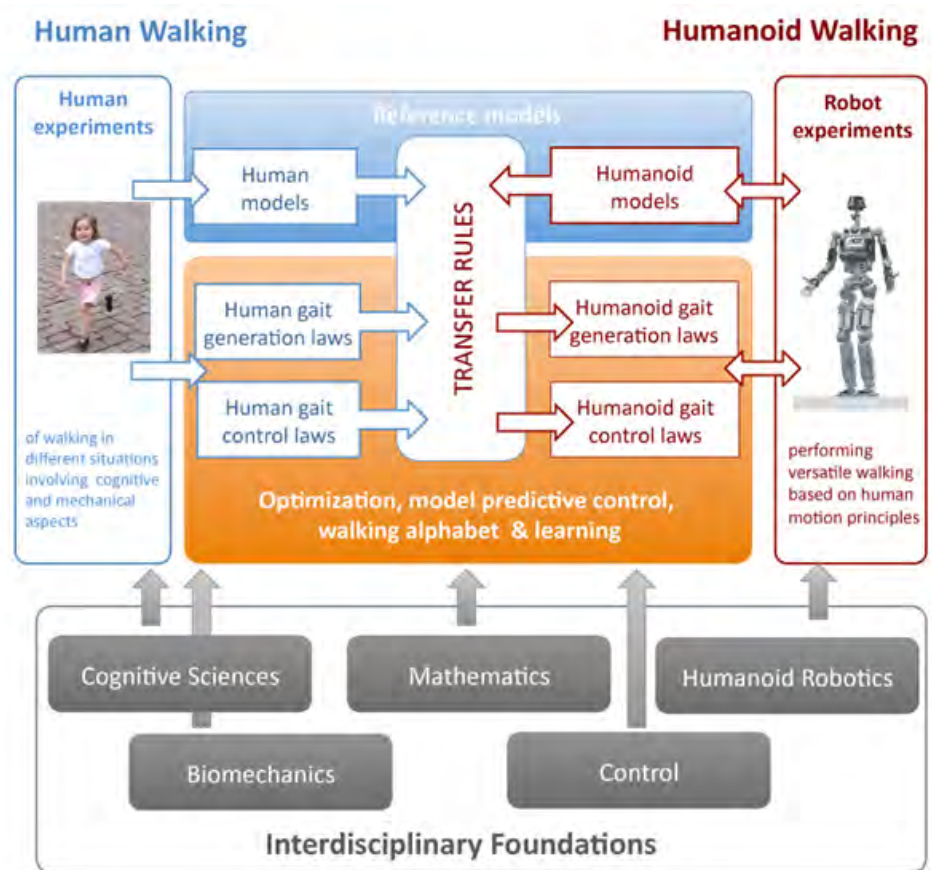 Human Walking
Humanoid Walking
Human
experiments
Reference models
Robot
experiments
Human
models
Humanoid
models
TRANSFER RULES
Human gait
generation laws
Humanoid gait
generation laws
Human gait
control laws
Humanoid gait
control laws
of walking in
different situations
involving cognitive
and mechanical
aspects
performing
versatile walking
based on human
motion principles
Optimization, model predictive control,
walking alphabet & learning
Cognitive Sciences
Mathematics
Humanoid Robotics
Biomechanics
Control
Interdisciplinary Foundations